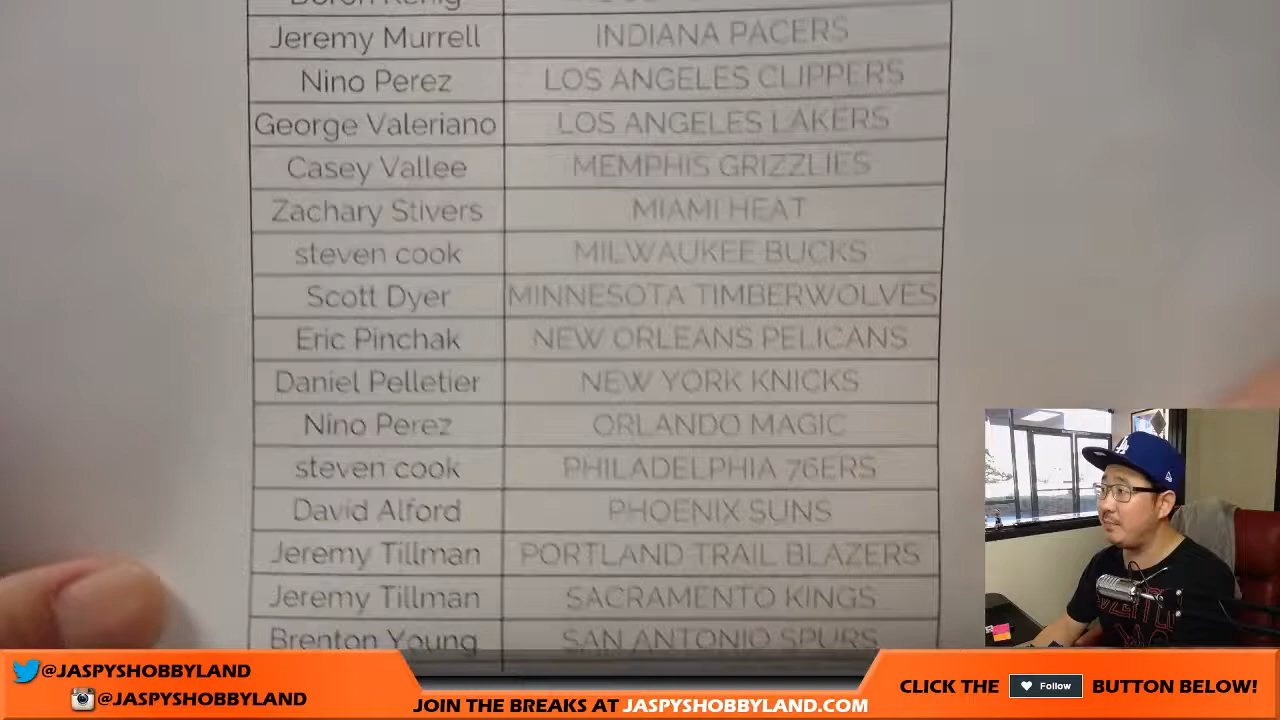 Jeremy Murrell INDIANA PACERS
Nino Perez LOS ANGELES CLIPPERS
George Valeriano LOS ANGELES LAKERS
Casey Vallee MEMPHIS GRIZZLIES
Zachary Stivers MIAMI HEAT
steven cook MILWAUKEE BUCKS
Scott Dyer MINNESOTA TIMBERWOLVES
Eric Pinchak NEW ORLEANS PELICANS
Daniel Pelletier NEW YORK KNICKS
Nino Perez ORLANDO MAGIC
steven cook PHILADELPHIA 76ERS
David Alford PHOENIX SUNS
Jeremy Tillman PORTLAND TRAIL BLAZERS
Jeremy Tillman SACRAMENTO KINGS
Brenton Young SAN ANTONIO SPURS
@JASPYSHOBBYLAND
@JASPYSHOBBYLAND
JOIN THE BREAKS AT JASPYSHOBBYLAND.COM
CLICK THE Follow BUTTON BELOW!